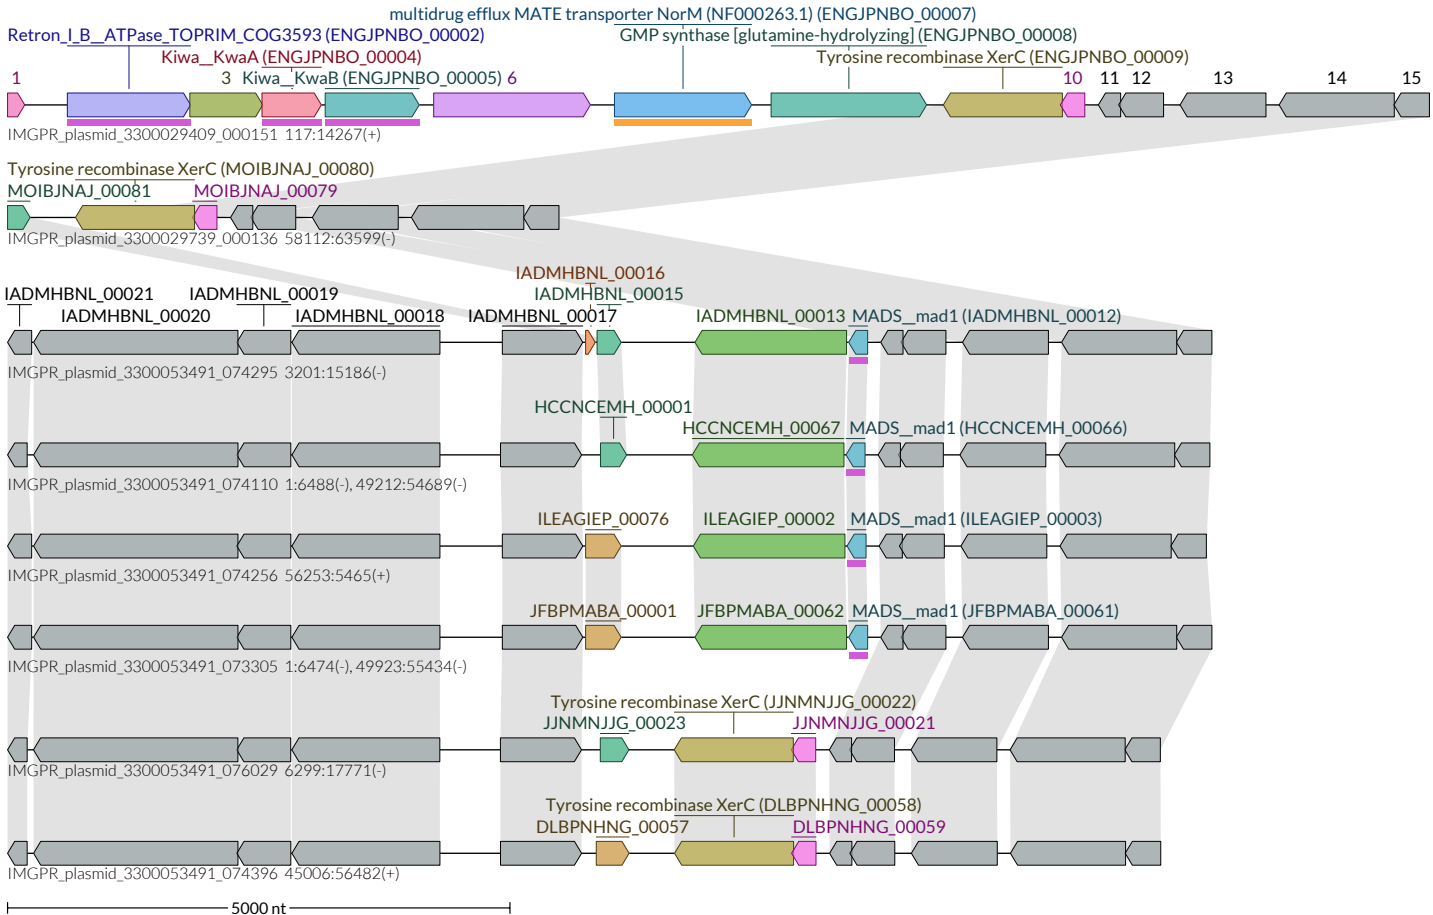 multidrug efflux MATE transporter NorM (NF000263.1) (ENGJPNBO_00007)
Retron_I_B__ATPase_TOPRIM_COG3593 (ENGJPNBO_00002) GMP synthase [glutamine-hydrolyzing] (ENGJPNBO_00008)
Kiwa__KwaA (ENGJPNBO_00004) Tyrosine recombinase XerC (ENGJPNBO_00009)
1 3 Kiwa__KwaB (ENGJPNBO_00005) 6 10 11 12 13 14 15
IMGPR_plasmid_3300029409_000151 117:14267(+)
Tyrosine recombinase XerC (MOIBJNAJ_00080)
MOIBJNAJ_00081 MOIBJNAJ_00079
IMGPR_plasmid_3300029739_000136 58112:63599(-)
IADMHBNL_00016
IADMHBNL_00021 IADMHBNL_00019 IADMHBNL_00015
IADMHBNL_00020 IADMHBNL_00018 IADMHBNL_00017 IADMHBNL_00013 MADS__mad1 (IADMHBNL_00012)
IMGPR_plasmid_3300053491_074295 3201:15186(-)
HCCNCEMH_00001
HCCNCEMH_00067 MADS__mad1 (HCCNCEMH_00066)
IMGPR_plasmid_3300053491_074110 1:6488(-), 49212:54689(-)
ILEAGIEP_00076 ILEAGIEP_00002 MADS__mad1 (ILEAGIEP_00003)
IMGPR_plasmid_3300053491_074256 56253:5465(+)
JFBPMABA_00001 JFBPMABA_00062 MADS__mad1 (JFBPMABA_00061)
IMGPR_plasmid_3300053491_073305 1:6474(-), 49923:55434(-)
Tyrosine recombinase XerC (JJNMNJJG_00022)
JJNMNJJG_00023 JJNMNJJG_00021
IMGPR_plasmid_3300053491_076029 6299:17771(-)
Tyrosine recombinase XerC (DLBPNHNG_00058)
DLBPNHNG_00057 DLBPNHNG_00059
IMGPR_plasmid_3300053491_074396 45006:56482(+)
5000 nt